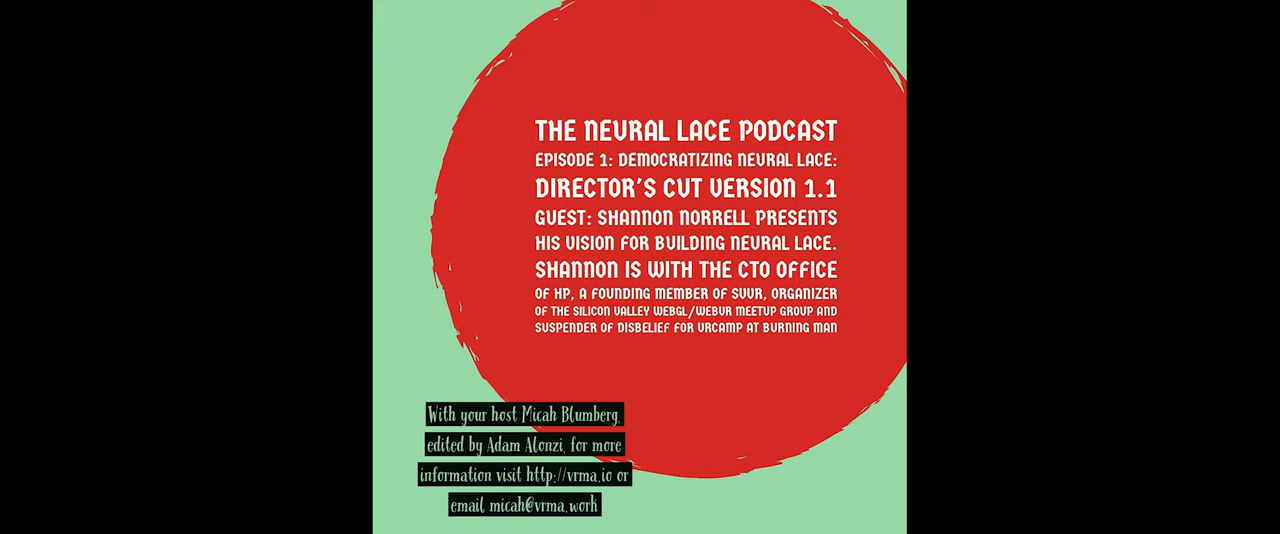 THE NEURAL LACE PODCAST
EPISODE 1: DEMOCRATIZING NEURAL LACE:
DIRECTOR'S CUT VERSION 1.1
GUEST: SHANNON NORRELL PRESENTS
HIS VISION FOR BUILDING NEURAL LACE.
SHANNON IS WITH THE CTO OFFICE
OF HP, A FOUNDING MEMBER OF SVVR, ORGANIZER
OF THE SILICON VALLEY WEBGL/WEBVR MEETUP GROUP AND
SUSPENDER OF DISBELIEF FOR VRCAMP AT BURNING MAN
With your host Micah Blumberg,
edited by Adam Alonzi, for more
information visit http://vrma.io or
email micah@vrma.work